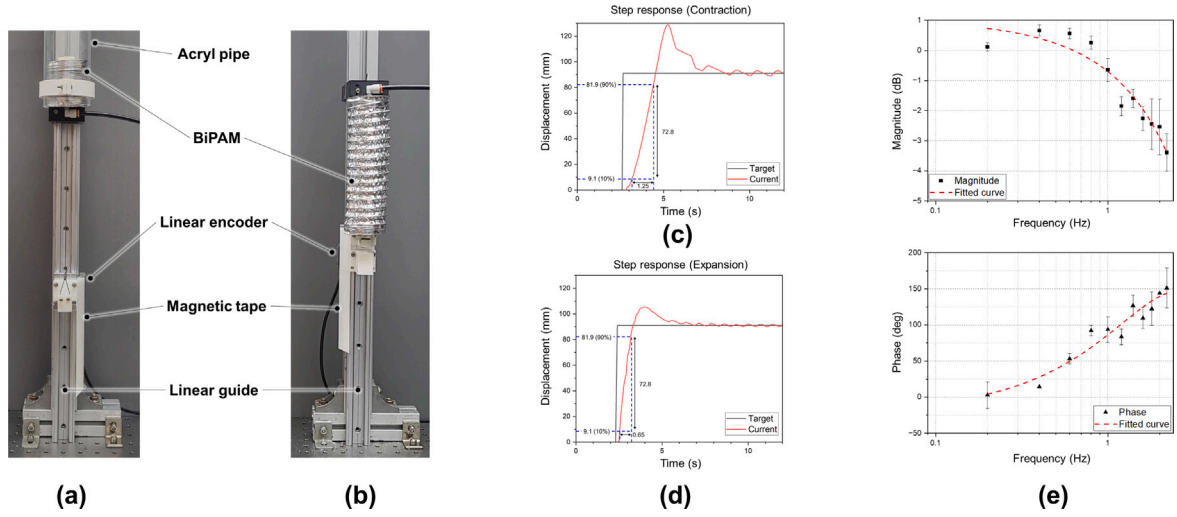 Acryl pipe
BiPAM
Linear encoder
Magnetic tape
Linear guide
(a)
(b)
Step response (Contraction)
Displacement (mm)
120
100
80
60
40
20
0
81.9 (90%)
9.1 (10%)
72.8
1.25
Target
Current
0
5
10
Time (s)
(c)
Step response (Expansion)
Displacement (mm)
120
100
80
60
40
20
0
81.9 (90%)
9.1 (10%)
72.8
0.65
Target
Current
0
5
10
Time (s)
(d)
Magnitude (dB)
2
1
0
−1
−2
−3
−4
−5
Magnitude
Fitted curve
0.1
1
Frequency (Hz)
Phase (deg)
200
150
100
50
0
−50
Phase
Fitted curve
0.1
1
Frequency (Hz)
(e)